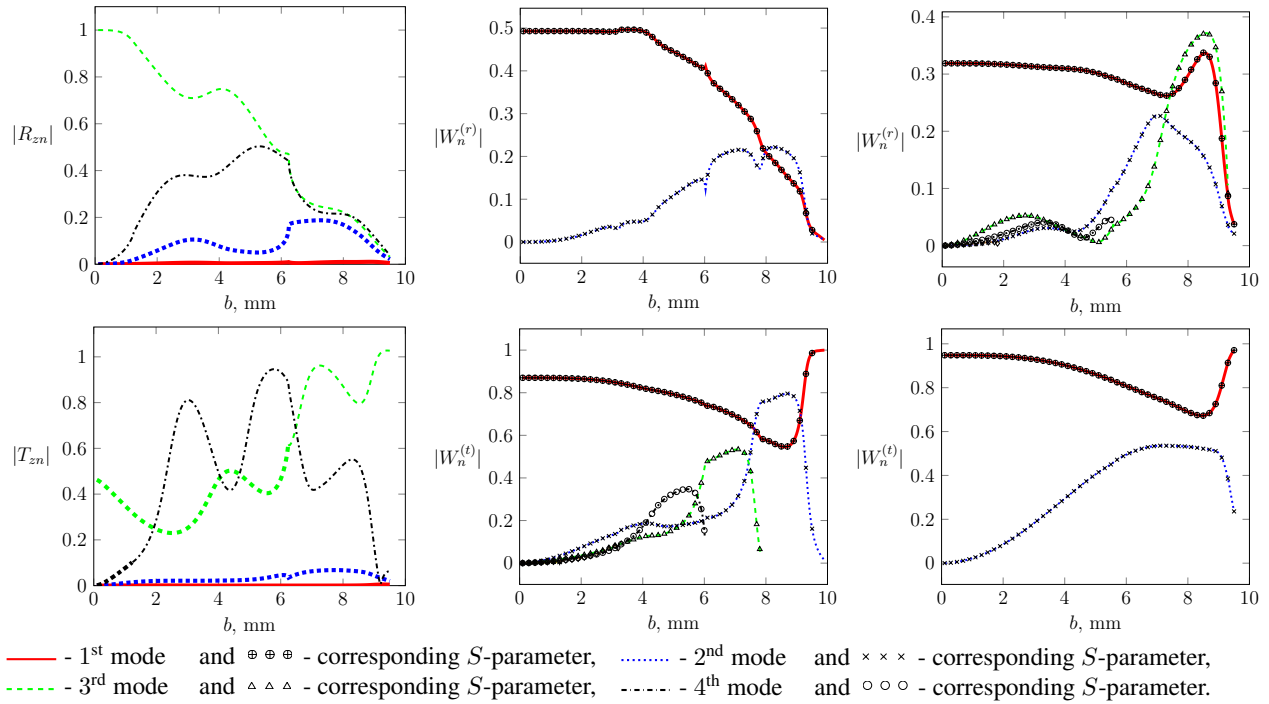 |R_{zn}|
1
0.8
0.6
0.4
0.2
0
0 2 4 6 8 10
b, mm
|W_n^{(r)}|
0.5
0.4
0.3
0.2
0.1
0
0 2 4 6 8 10
b, mm
|W_n^{(r)}|
0.4
0.3
0.2
0.1
0
0 2 4 6 8 10
b, mm
|T_{zn}|
1
0.8
0.6
0.4
0.2
0
0 2 4 6 8 10
b, mm
|W_n^{(t)}|
1
0.8
0.6
0.4
0.2
0
0 2 4 6 8 10
b, mm
|W_n^{(t)}|
1
0.8
0.6
0.4
0.2
0
0 2 4 6 8 10
b, mm
- 1st mode and - corresponding S-parameter, - 2nd mode and - corresponding S-parameter,
- 3rd mode and - corresponding S-parameter, - 4th mode and - corresponding S-parameter.